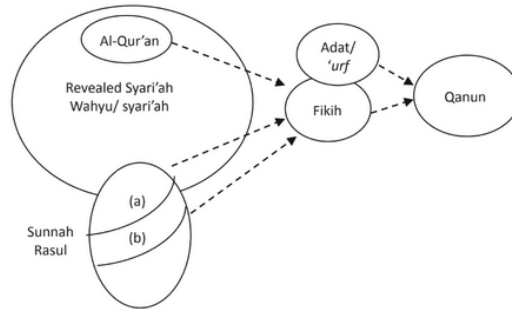 Al-Qur’an
Revealed Syari’ah
Wahyu/ syari’ah
Adat/
‘urf
Fikih
Qanun
(a)
(b)
Sunnah
Rasul